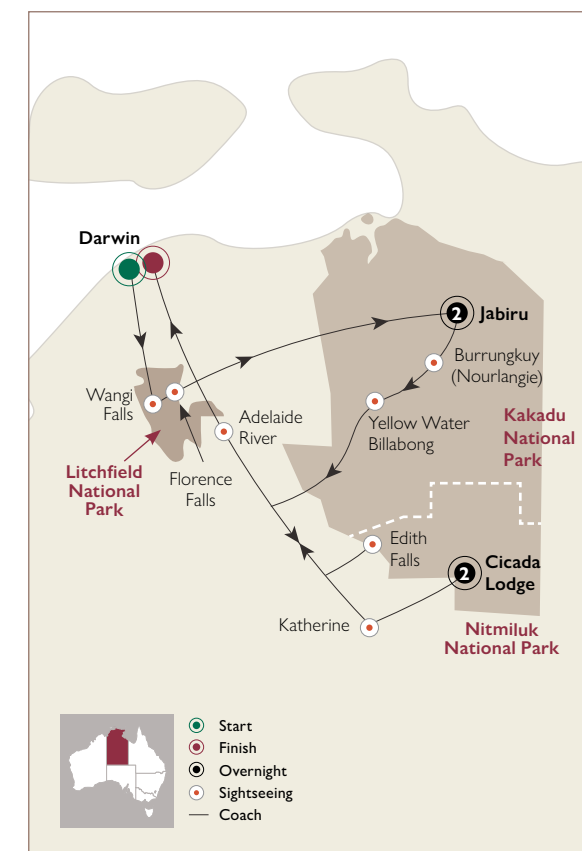 Darwin
2
Jabiru
Burrungkuy
(Nourlangie)
Wangi
Falls
Adelaide
River
Yellow Water
Billabong
Kakadu
National
Park
Litchfield
National
Park
Florence
Falls
Edith
Falls
2
Cicada
Lodge
Katherine
Nitmiluk
National Park
Start
Finish
Overnight
Sightseeing
Coach